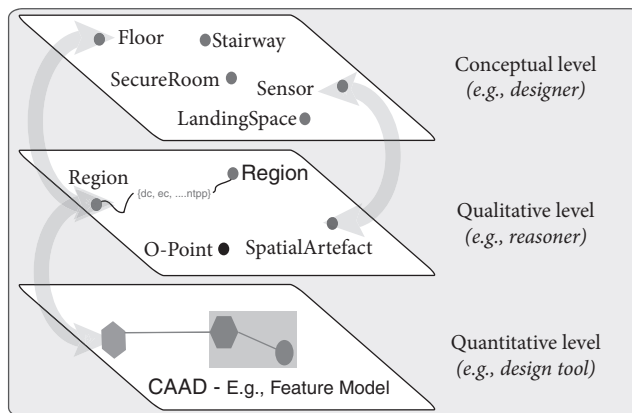 Floor
Stairway
SecureRoom
Sensor
LandingSpace
Conceptual level
(e.g., designer)
Region
{dc, ec, ....ntpp}
Region
O-Point
SpatialArtefact
Qualitative level
(e.g., reasoner)
CAAD - E.g., Feature Model
Quantitative level
(e.g., design tool)